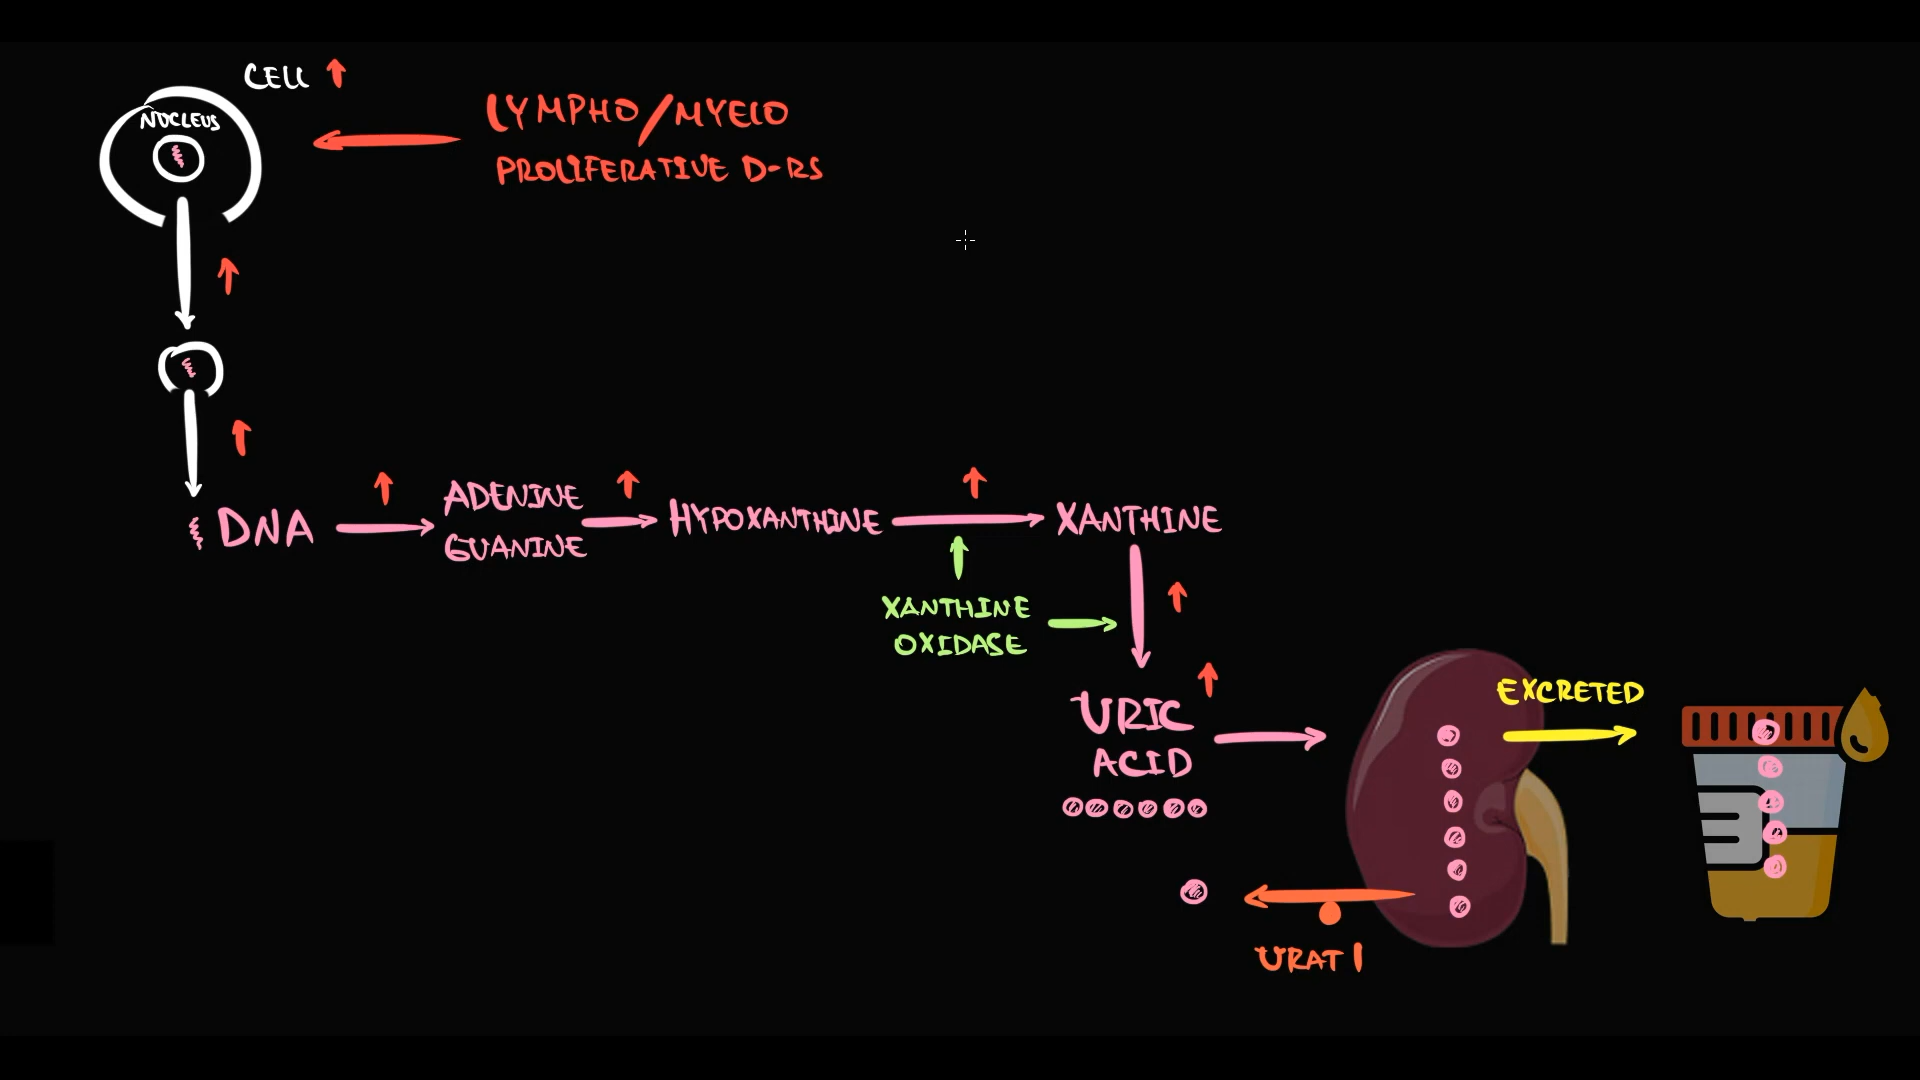 CELL
NUCLEUS
LYMPHO/MYELO
PROLIFERATIVE D-RS
DNA
ADENINE
GUANINE
HYPOXANTHINE
XANTHINE
XANTHINE
OXIDASE
URIC
ACID
EXCRETED
URAT 1